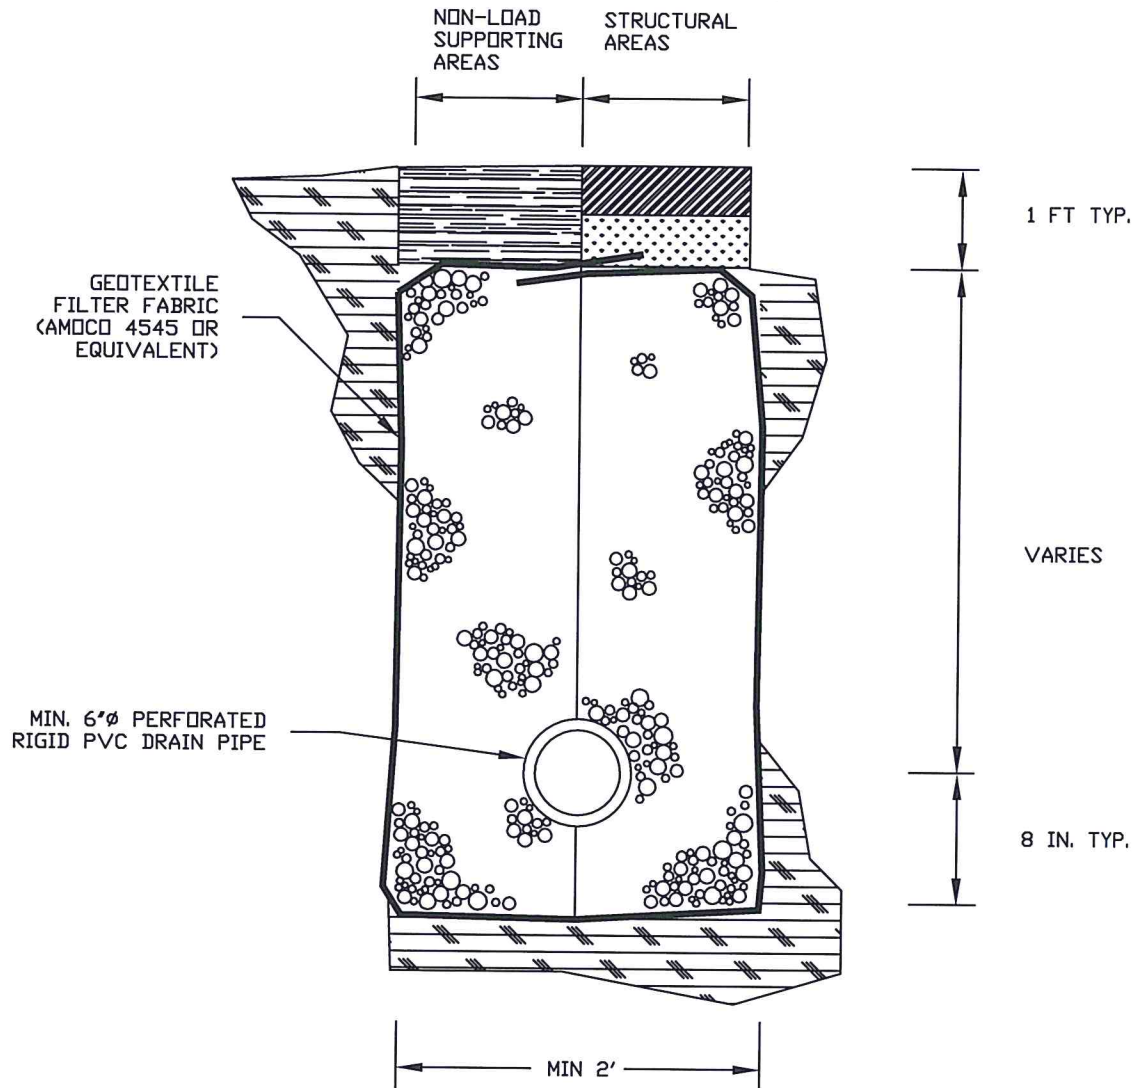 NON-LOAD
SUPPORTING
AREAS
STRUCTURAL
AREAS
1 FT TYP.
GEOTEXTILE
FILTER FABRIC
(AMOCO 4545 OR
EQUIVALENT)
VARIES
MIN. 6"Ø PERFORATED
RIGID PVC DRAIN PIPE
8 IN. TYP.
MIN 2'